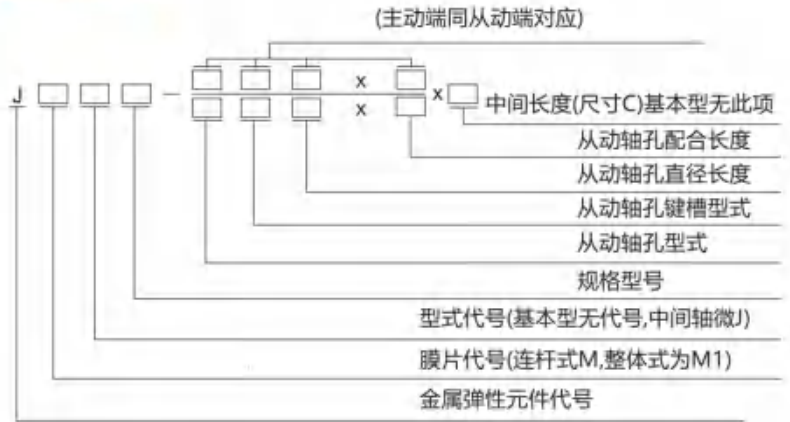 (主动端同从动端对应)
J □ □ □ — □ □ □ x □
□ □ □ x □ x □
中间长度(尺寸C)基本型无此项
从动轴孔配合长度
从动轴孔直径长度
从动轴孔键槽型式
从动轴孔型式
规格型号
型式代号(基本型无代号,中间轴微J)
膜片代号(连杆式M,整体式为M1)
金属弹性元件代号